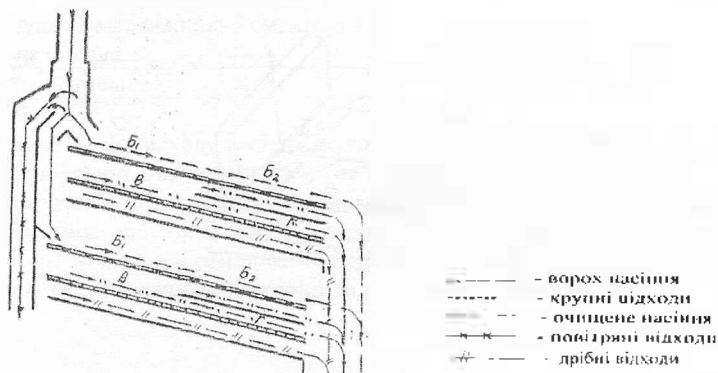 Б₁
Б₂
В
Г
Б₁
Б₂
В
Г
- ворох насіння
- крупні відходи
- очищене насіння
- повітряні відходи
- дрібні відходи